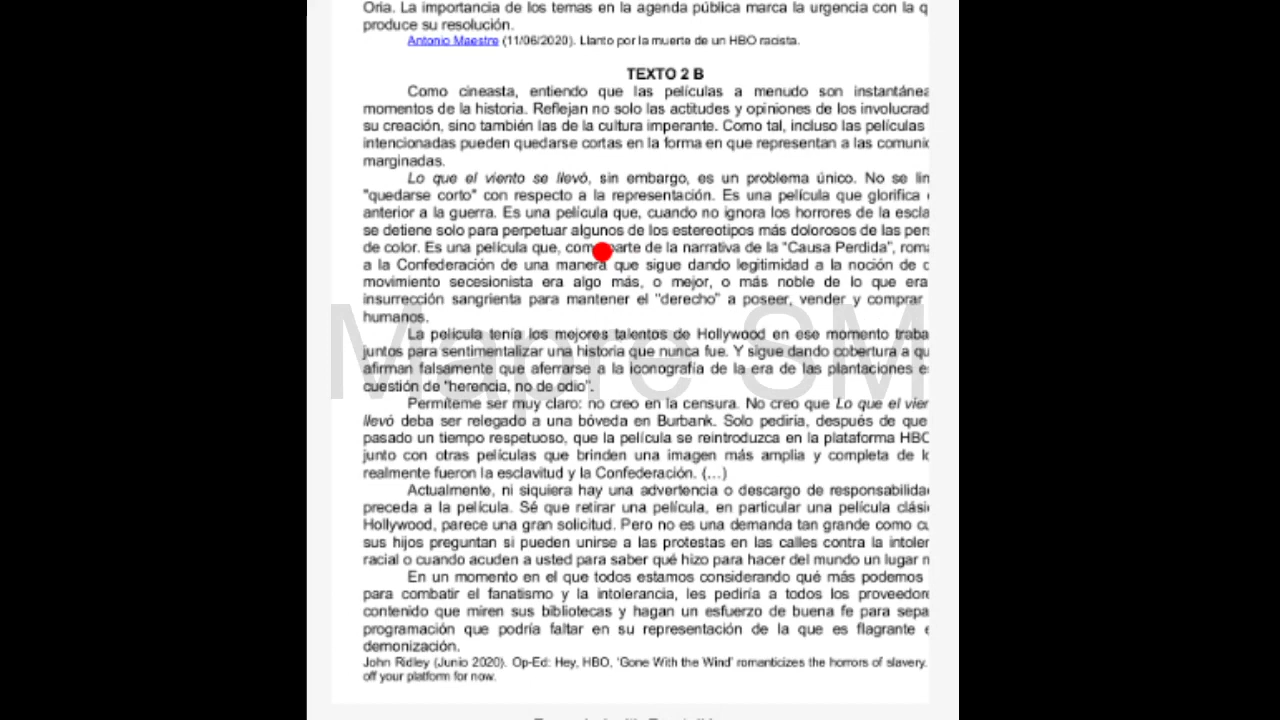 Oria. La importancia de los temas en la agenda pública marca la urgencia con la q
produce su resolución.
Antonio Maestre (11/06/2020). Llanto por la muerte de un HBO racista.
TEXTO 2 B
Como cineasta, entiendo que las películas a menudo son instantánea
momentos de la historia. Reflejan no solo las actitudes y opiniones de los involucrad
su creación, sino también las de la cultura imperante. Como tal, incluso las películas
intencionadas pueden quedarse cortas en la forma en que representan a las comunic
marginadas.
Lo que el viento se llevó, sin embargo, es un problema único. No se lin
"quedarse corto" con respecto a la representación. Es una película que glorifica
anterior a la guerra. Es una película que, cuando no ignora los horrores de la escla
se detiene solo para perpetuar algunos de los estereotipos más dolorosos de las per
de color. Es una película que, com parte de la narrativa de la "Causa Perdida", roma
a la Confederación de una manera que sigue dando legitimidad a la noción de
movimiento secesionista era algo más, o mejor, o más noble de lo que era
insurrección sangrienta para mantener el "derecho" a poseer, vender y comprar
humanos.
La película tenía los mejores talentos de Hollywood en ese momento traba
juntos para sentimentalizar una historia que nunca fue. Y sigue dando cobertura a qu
afirman falsamente que aferrarse a la iconografía de la era de las plantaciones e
cuestión de "herencia, no de odio".
Permíteme ser muy claro: no creo en la censura. No creo que Lo que el vien
llevó deba ser relegado a una bóveda en Burbank. Solo pediría, después de que
pasado un tiempo respetuoso, que la película se reintroduzca en la plataforma HBO
junto con otras películas que brinden una imagen más amplia y completa de lo
realmente fueron la esclavitud y la Confederación. (...)
Actualmente, ni siquiera hay una advertencia o descargo de responsabilidad
preceda a la película. Sé que retirar una película, en particular una película clási
Hollywood, parece una gran solicitud. Pero no es una demanda tan grande como cu
sus hijos preguntan si pueden unirse a las protestas en las calles contra la intoler
racial o cuando acuden a usted para saber qué hizo para hacer del mundo un lugar m
En un momento en el que todos estamos considerando qué más podemos
para combatir el fanatismo y la intolerancia, les pediría a todos los proveedore
contenido que miren sus bibliotecas y hagan un esfuerzo de buena fe para sepa
programación que podría faltar en su representación de la que es flagrante e
demonización.
John Ridley (Junio 2020). Op-Ed: Hey, HBO, 'Gone With the Wind' romanticizes the horrors of slavery.
off your platform for now.
Mapre SM